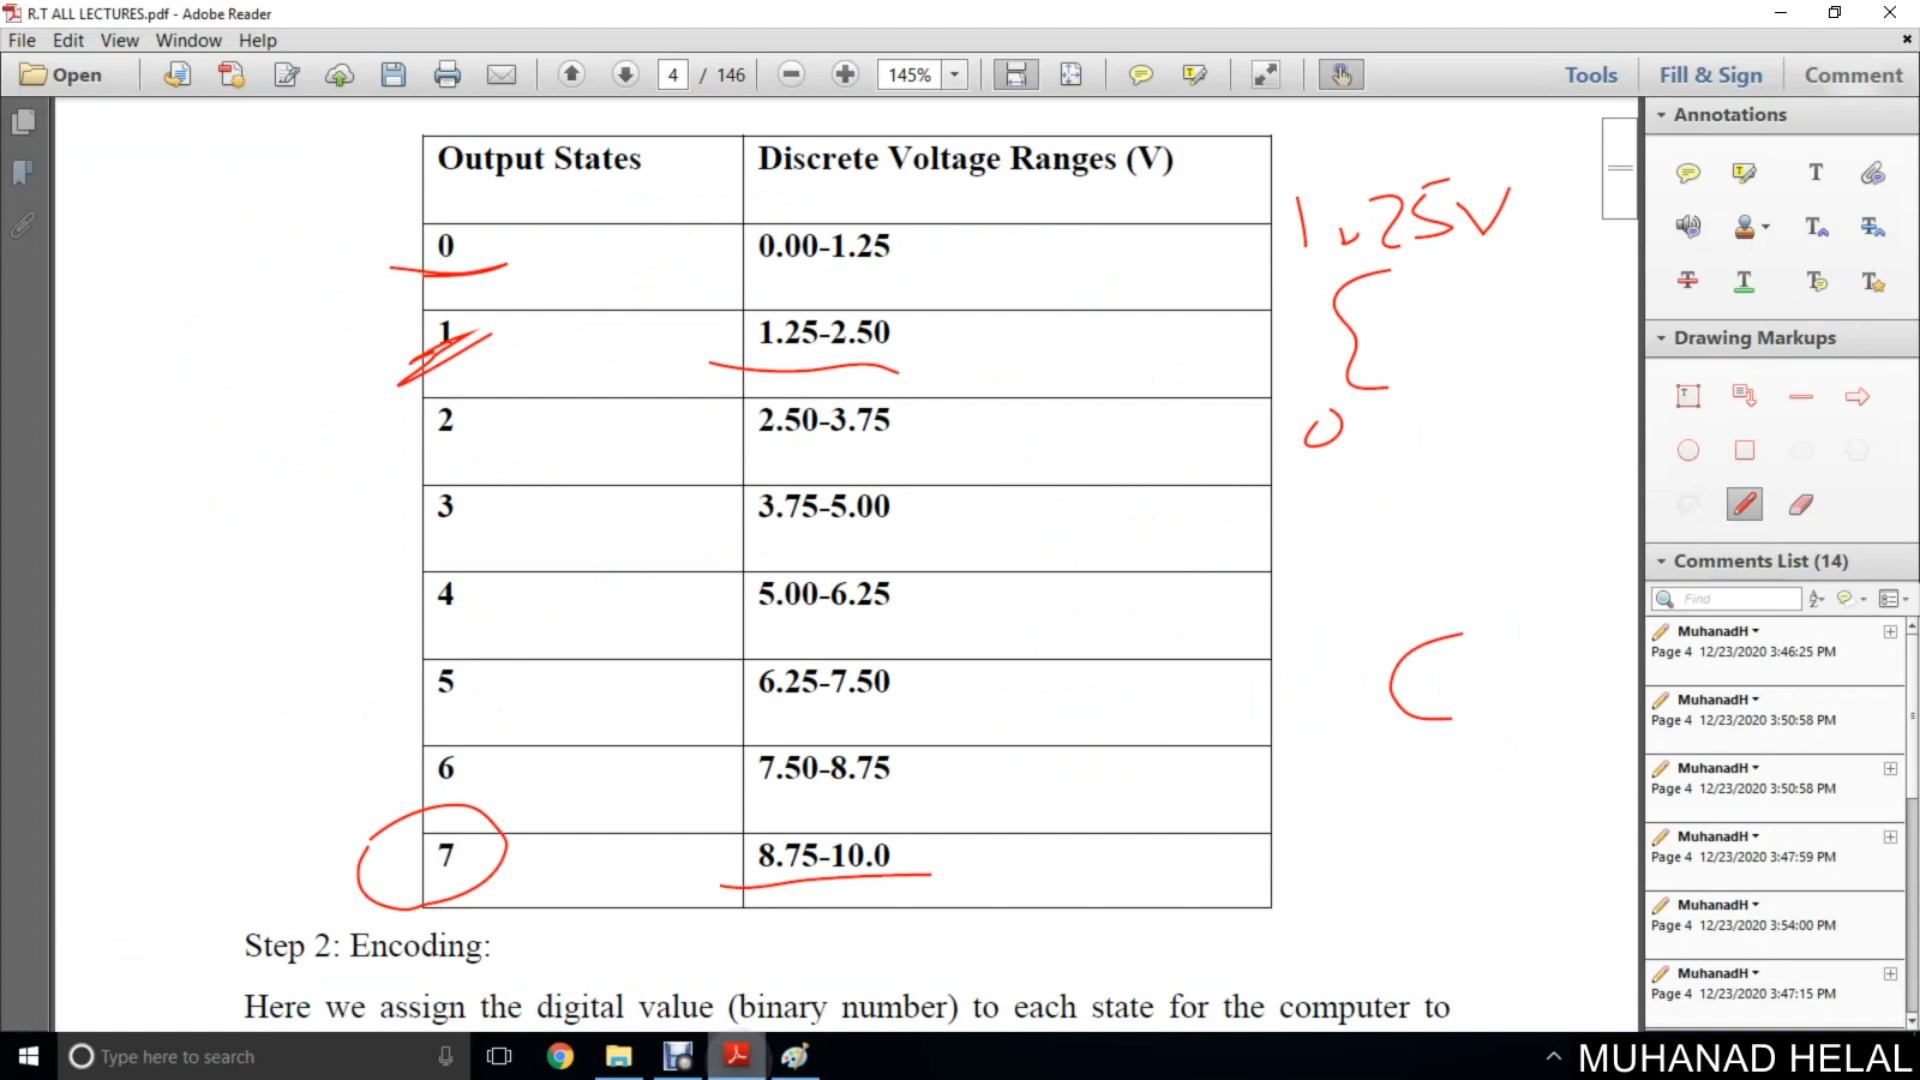 R.T ALL LECTURES.pdf - Adobe Reader
File Edit View Window Help
Open 4 / 146 145% Tools Fill & Sign Comment
Output States Discrete Voltage Ranges (V)
0 0.00-1.25
1 1.25-2.50
2 2.50-3.75
3 3.75-5.00
4 5.00-6.25
5 6.25-7.50
6 7.50-8.75
7 8.75-10.0
1.25V
0
Step 2: Encoding:
Here we assign the digital value (binary number) to each state for the computer to
Annotations
Drawing Markups
Comments List (14)
Find
MuhanadH
Page 4 12/23/2020 3:46:25 PM
MuhanadH
Page 4 12/23/2020 3:50:58 PM
MuhanadH
Page 4 12/23/2020 3:50:58 PM
MuhanadH
Page 4 12/23/2020 3:47:59 PM
MuhanadH
Page 4 12/23/2020 3:54:00 PM
MuhanadH
Page 4 12/23/2020 3:47:15 PM
Type here to search
MUHANAD HELAL